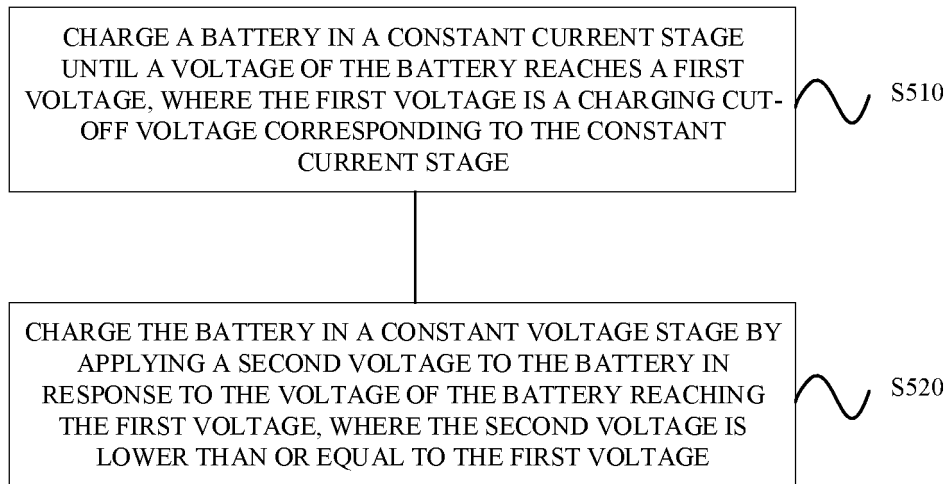 CHARGE A BATTERY IN A CONSTANT CURRENT STAGE
UNTIL A VOLTAGE OF THE BATTERY REACHES A FIRST
VOLTAGE, WHERE THE FIRST VOLTAGE IS A CHARGING CUT-
OFF VOLTAGE CORRESPONDING TO THE CONSTANT
CURRENT STAGE
S510
CHARGE THE BATTERY IN A CONSTANT VOLTAGE STAGE BY
APPLYING A SECOND VOLTAGE TO THE BATTERY IN
RESPONSE TO THE VOLTAGE OF THE BATTERY REACHING
THE FIRST VOLTAGE, WHERE THE SECOND VOLTAGE IS
LOWER THAN OR EQUAL TO THE FIRST VOLTAGE
S520